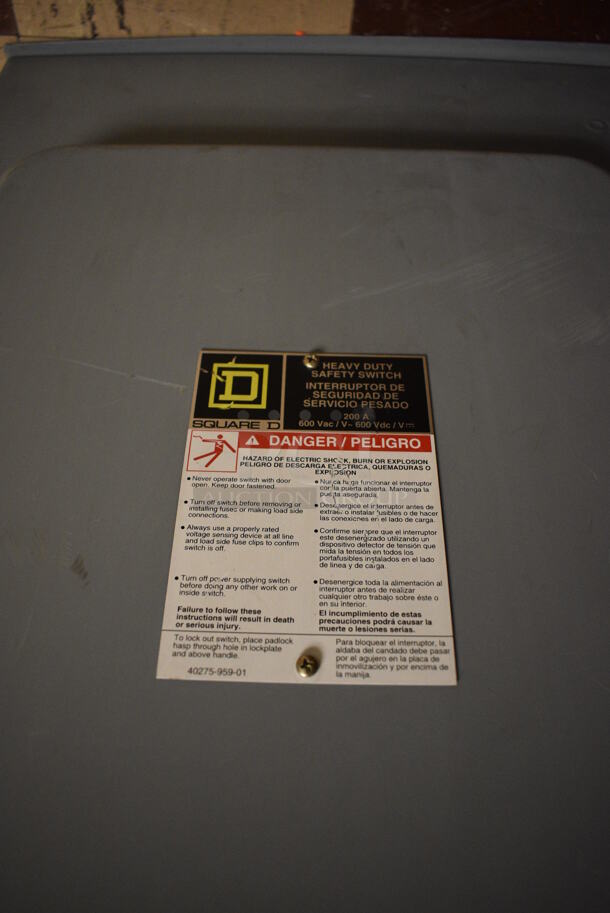 D
SQUARE D
HEAVY DUTY
SAFETY SWITCH
INTERRUPTOR DE
SEGURIDAD DE
SERVICIO PESADO
200 A
600 Vac / V~ 600 Vdc / V⎓
⚠ DANGER / PELIGRO
HAZARD OF ELECTRIC SHOCK, BURN OR EXPLOSION
PELIGRO DE DESCARGA ELECTRICA, QUEMADURAS O
EXPLOSION
• Never operate switch with door
open. Keep door fastened.
• Turn off switch before removing or
installing fuses or making load side
connections.
• Always use a properly rated
voltage sensing device at all line
and load side fuse clips to confirm
switch is off.
• Turn off power supplying switch
before doing any other work on or
inside switch.
Failure to follow these
instructions will result in death
or serious injury.
• Nunca haga funcionar el interruptor
con la puerta abierta. Mantenga la
puerta asegurada.
• Desenergice el interruptor antes de
extraer o instalar fusibles o de hacer
las conexiones en el lado de carga.
• Confirme siempre que el interruptor
este desenergizado utilizando un
dispositivo detector de tensión que
mida la tensión en todos los
portafusibles instalados en el lado
de linea y de carga.
• Desenergice toda la alimentación al
interruptor antes de realizar
cualquier otro trabajo sobre éste o
en su interior.
El incumplimiento de estas
precauciones podrá causar la
muerte o lesiones serias.
To lock out switch, place padlock
hasp through hole in lockplate
and above handle.
40275-959-01
Para bloquear el interruptor, la
aldaba del candado debe pasar
por el agujero en la placa de
inmovilización y por encima de
la manija.